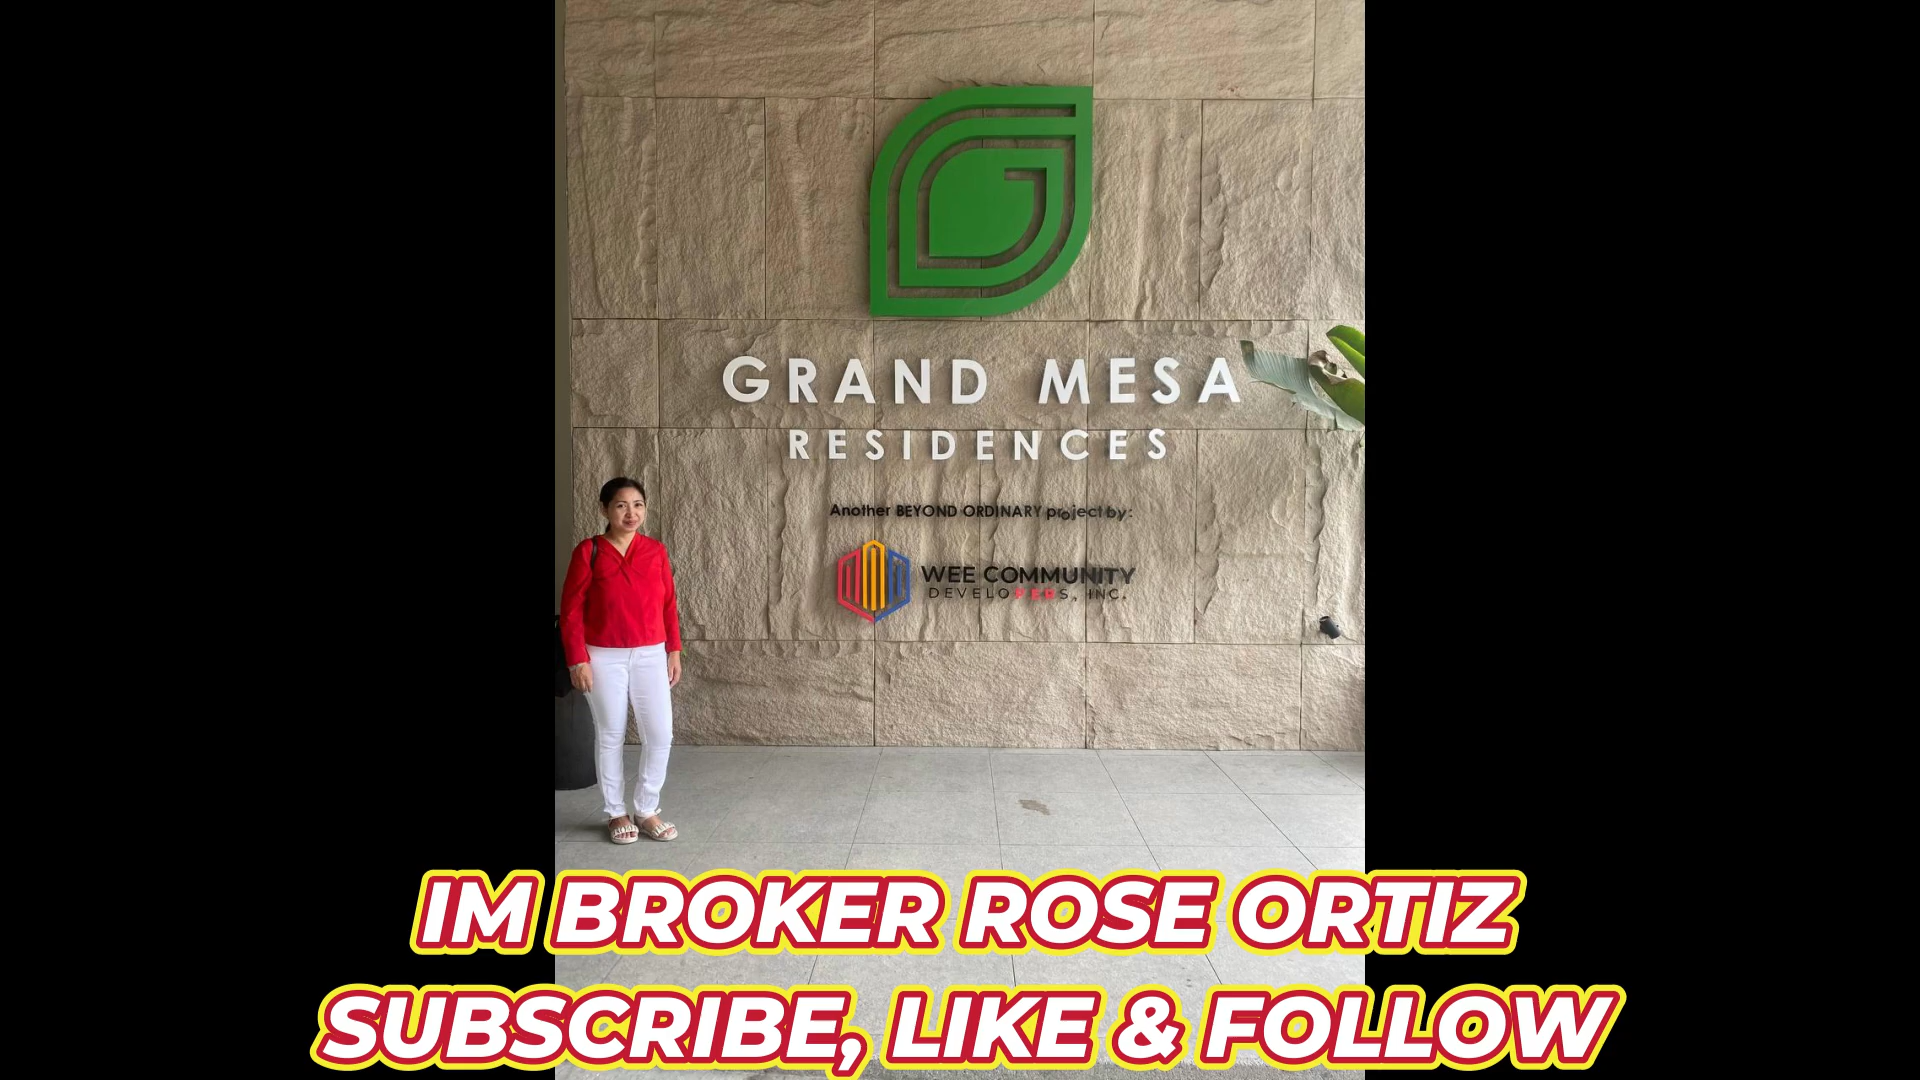 GRAND MESA
RESIDENCES
Another BEYOND ORDINARY project by:
WEE COMMUNITY
DEVELOPERS, INC.
IM BROKER ROSE ORTIZ
SUBSCRIBE, LIKE & FOLLOW